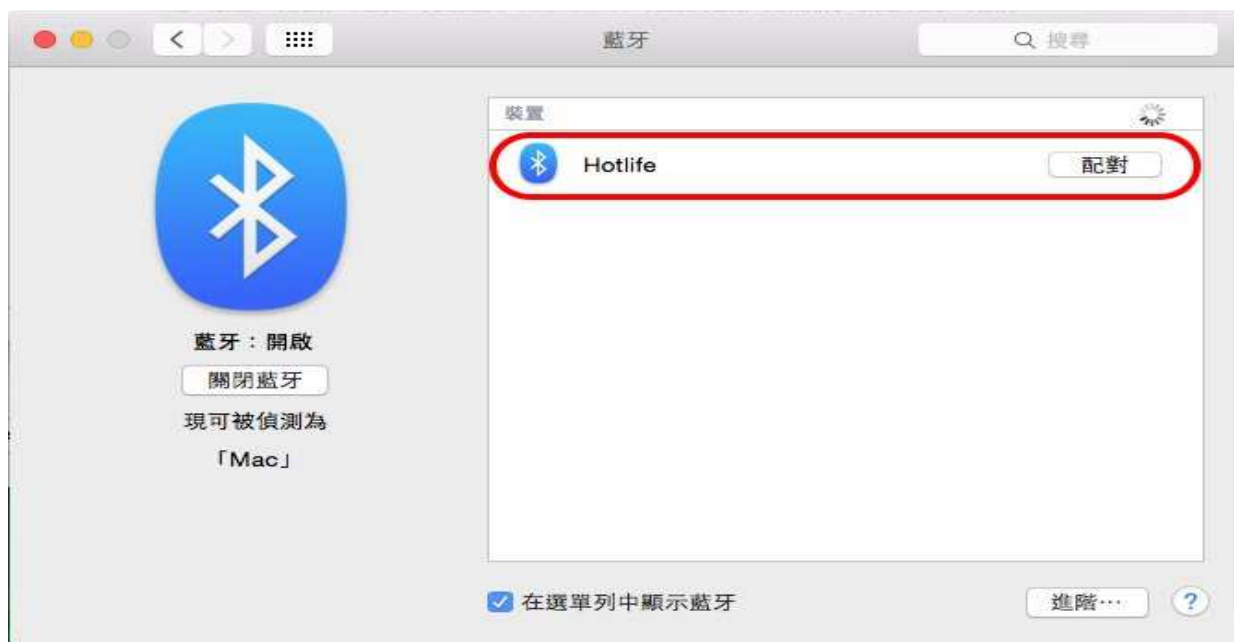 藍牙
搜尋
裝置
Hotlife
配對
藍牙：開啟
關閉藍牙
現可被偵測為
「Mac」
在選單列中顯示藍牙
進階⋯
?